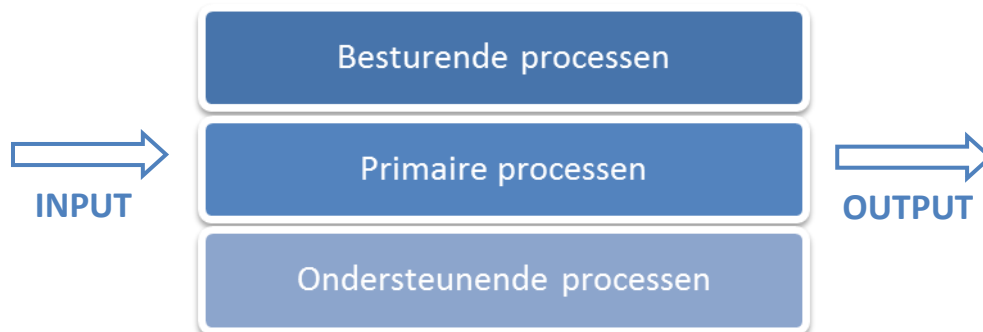 Besturende processen
INPUT
Primaire processen
OUTPUT
Ondersteunende processen